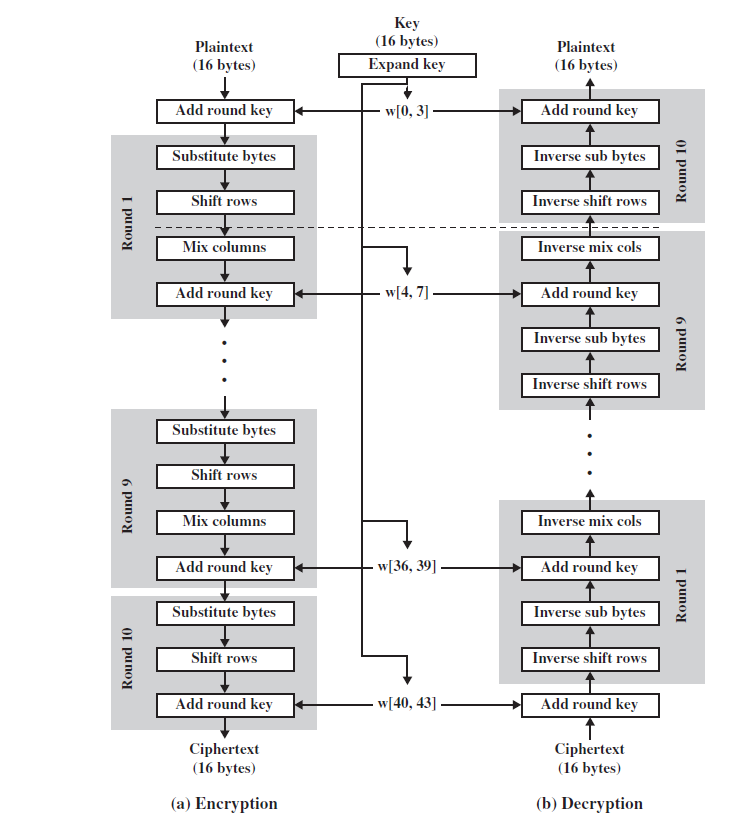 Key
(16 bytes)
Expand key
Plaintext
(16 bytes)
Add round key
Round 1
Substitute bytes
Shift rows
Mix columns
Add round key
Round 9
Substitute bytes
Shift rows
Mix columns
Add round key
Round 10
Substitute bytes
Shift rows
Add round key
Ciphertext
(16 bytes)
(a) Encryption
w[0, 3]
w[4, 7]
w[36, 39]
w[40, 43]
Plaintext
(16 bytes)
Add round key
Inverse sub bytes
Inverse shift rows
Round 10
Inverse mix cols
Add round key
Inverse sub bytes
Inverse shift rows
Round 9
Inverse mix cols
Add round key
Inverse sub bytes
Inverse shift rows
Round 1
Add round key
Ciphertext
(16 bytes)
(b) Decryption